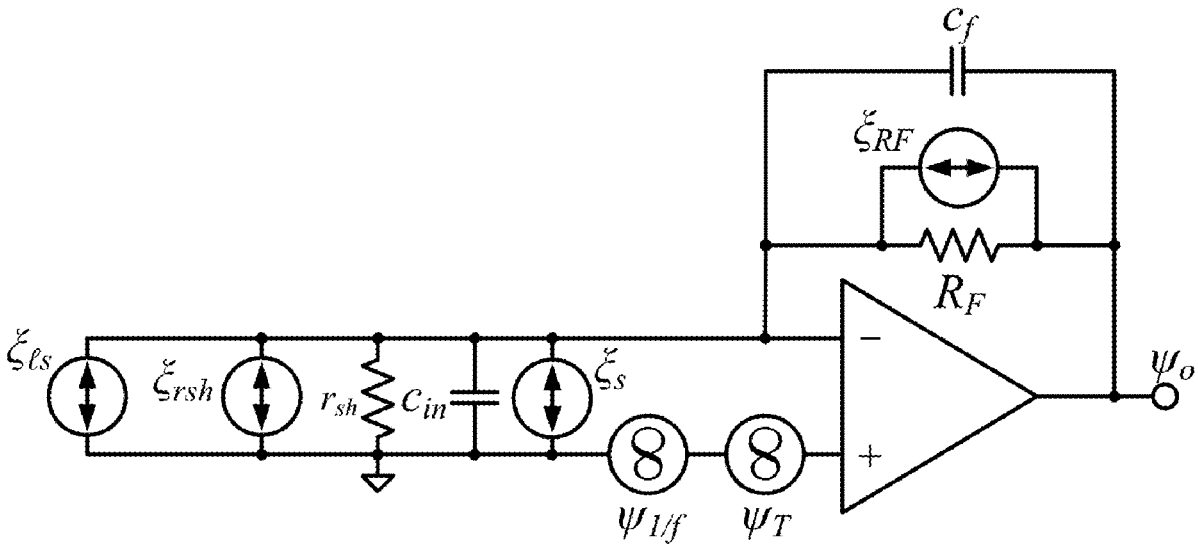 c_f
ξ_RF
R_F
ξ_ℓs
ξ_rsh
r_sh
c_in
ξ_s
−
+
ψ_1/f
ψ_T
ψ_o